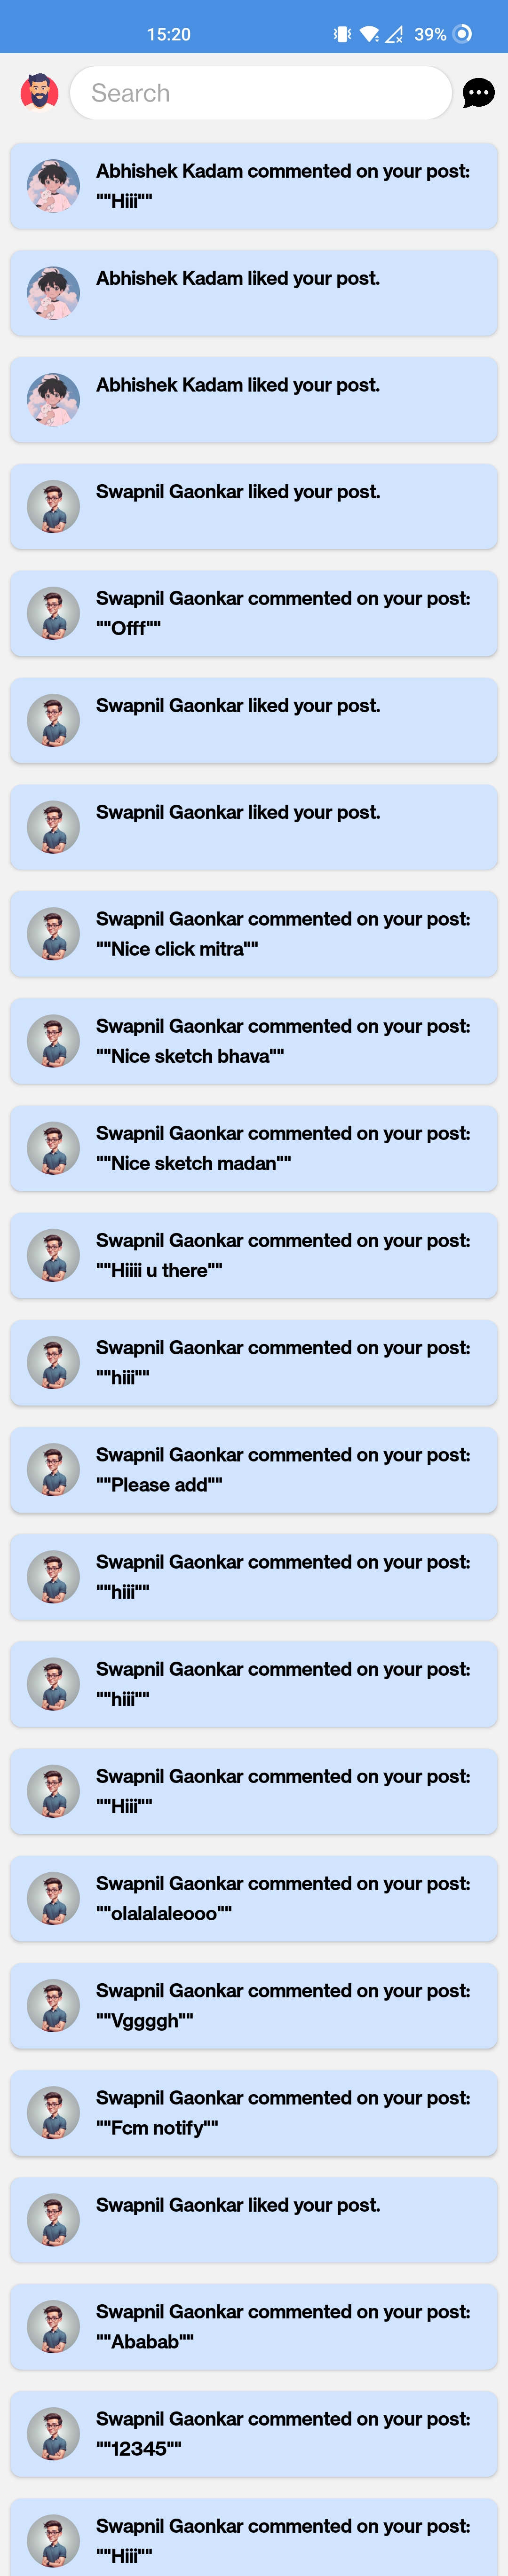 15:20
39%
Search
Abhishek Kadam commented on your post:
""Hiii""
Abhishek Kadam liked your post.
Abhishek Kadam liked your post.
Swapnil Gaonkar liked your post.
Swapnil Gaonkar commented on your post:
""Offf""
Swapnil Gaonkar liked your post.
Swapnil Gaonkar liked your post.
Swapnil Gaonkar commented on your post:
""Nice click mitra""
Swapnil Gaonkar commented on your post:
""Nice sketch bhava""
Swapnil Gaonkar commented on your post:
""Nice sketch madan""
Swapnil Gaonkar commented on your post:
""Hiiii u there""
Swapnil Gaonkar commented on your post:
""hiii""
Swapnil Gaonkar commented on your post:
""Please add""
Swapnil Gaonkar commented on your post:
""hiii""
Swapnil Gaonkar commented on your post:
""hiii""
Swapnil Gaonkar commented on your post:
""Hiii""
Swapnil Gaonkar commented on your post:
""olalalaleooo""
Swapnil Gaonkar commented on your post:
""Vggggh""
Swapnil Gaonkar commented on your post:
""Fcm notify""
Swapnil Gaonkar liked your post.
Swapnil Gaonkar commented on your post:
""Ababab""
Swapnil Gaonkar commented on your post:
""12345""
Swapnil Gaonkar commented on your post:
""Hiii""